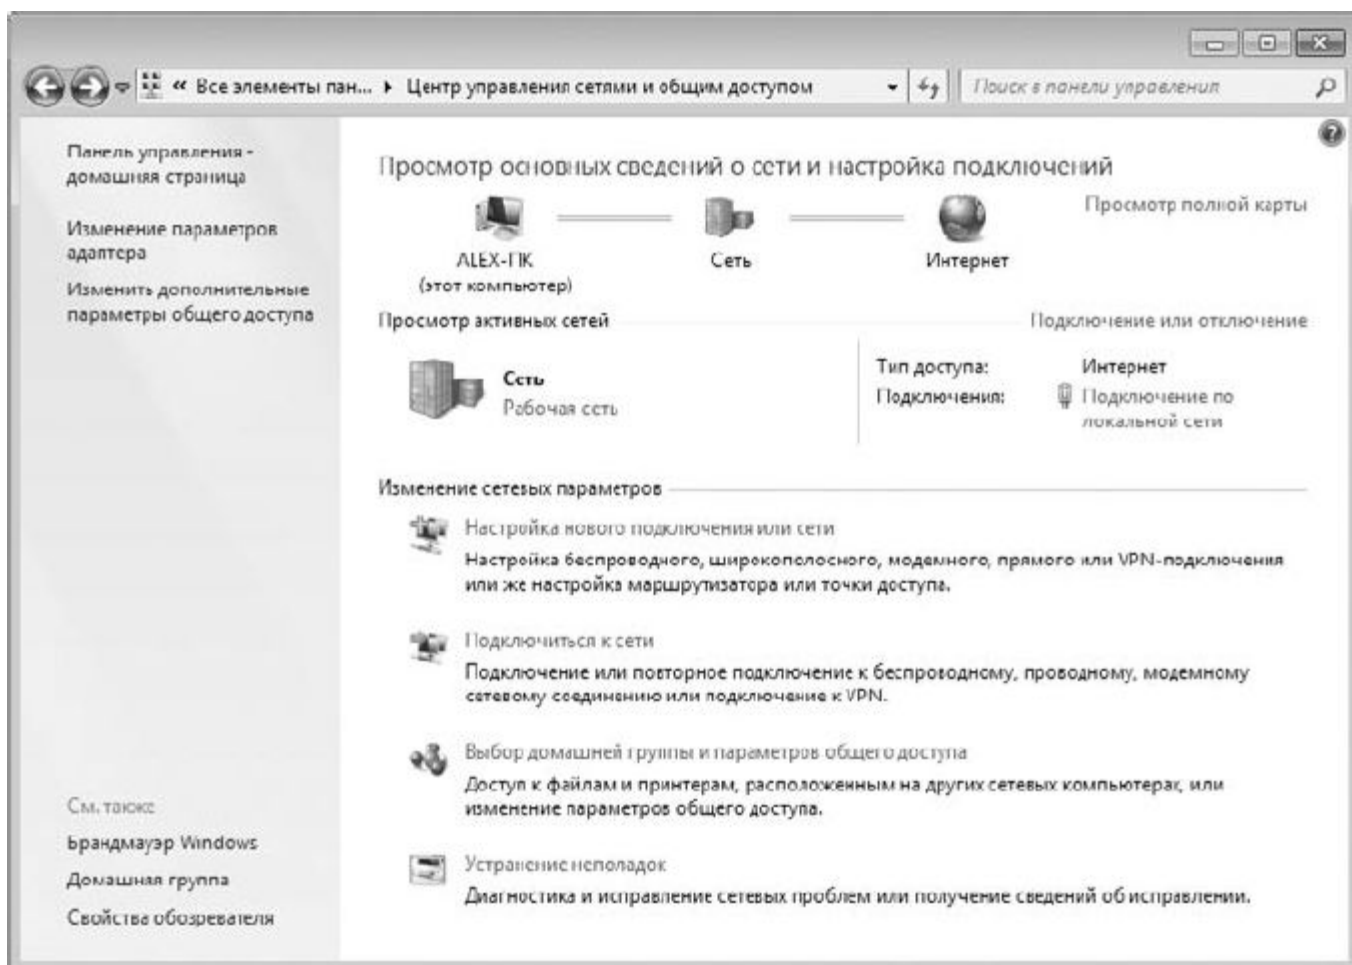 « Все элементы пан... ▸ Центр управления сетями и общим доступом
Поиск в панели управления
Панель управления -
домашняя страница
Изменение параметров
адаптера
Изменить дополнительные
параметры общего доступа
См. также
Брандмауэр Windows
Домашняя группа
Свойства обозревателя
Просмотр основных сведений о сети и настройка подключений
Просмотр полной карты
ALEX-ПК
(этот компьютер)
Сеть
Интернет
Просмотр активных сетей
Подключение или отключение
Сеть
Рабочая сеть
Тип доступа: Интернет
Подключения: Подключение по
локальной сети
Изменение сетевых параметров
Настройка нового подключения или сети
Настройка беспроводного, широкополосного, модемного, прямого или VPN-подключения
или же настройка маршрутизатора или точки доступа.
Подключиться к сети
Подключение или повторное подключение к беспроводному, проводному, модемному
сетевому соединению или подключение к VPN.
Выбор домашней группы и параметров общего доступа
Доступ к файлам и принтерам, расположенным на других сетевых компьютерах, или
изменение параметров общего доступа.
Устранение неполадок
Диагностика и исправление сетевых проблем или получение сведений об исправлении.